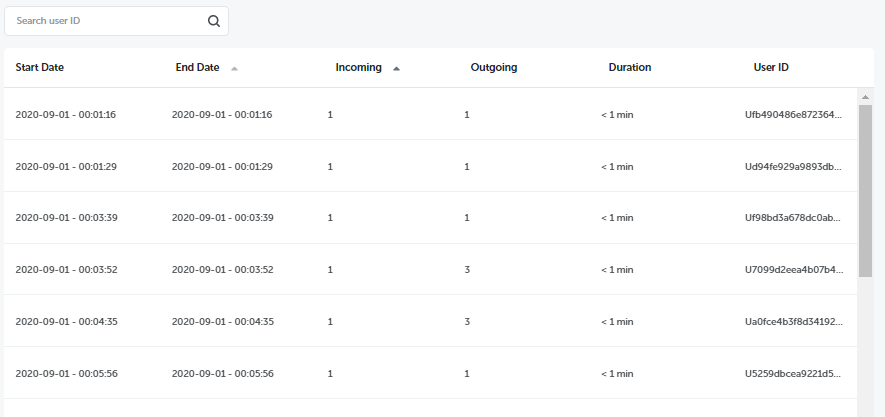 Search user ID
Start Date End Date Incoming Outgoing Duration User ID
2020-09-01 - 00:01:16 2020-09-01 - 00:01:16 1 1 < 1 min Ufb490486e872364...
2020-09-01 - 00:01:29 2020-09-01 - 00:01:29 1 1 < 1 min Ud94fe929a9893db...
2020-09-01 - 00:03:39 2020-09-01 - 00:03:39 1 1 < 1 min Uf98bd3a678dc0ab...
2020-09-01 - 00:03:52 2020-09-01 - 00:03:52 1 3 < 1 min U7099d2eea4b07b4...
2020-09-01 - 00:04:35 2020-09-01 - 00:04:35 1 3 < 1 min Ua0fce4b3f8d34192...
2020-09-01 - 00:05:56 2020-09-01 - 00:05:56 1 1 < 1 min U5259dbcea9221d5...